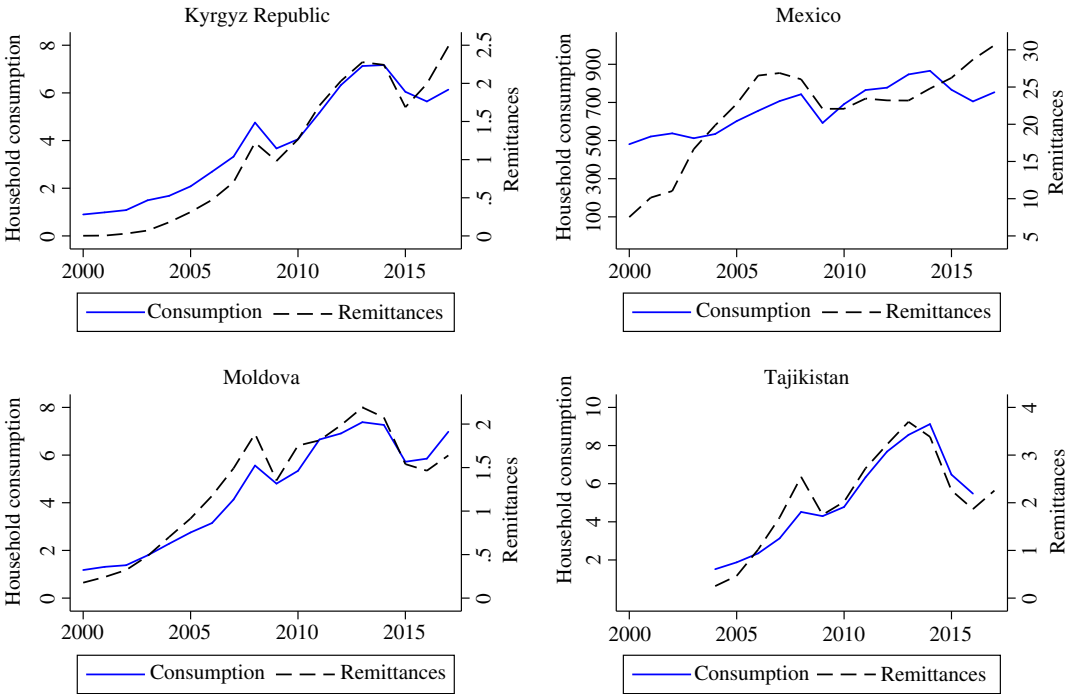 Kyrgyz Republic
Household consumption
8
6
4
2
0
2.5
2
1.5
1
.5
0
Remittances
2000 2005 2010 2015
Consumption Remittances
Mexico
Household consumption
900
700
500
300
100
30
25
20
15
10
5
Remittances
2000 2005 2010 2015
Consumption Remittances
Moldova
Household consumption
8
6
4
2
0
2
1.5
1
.5
0
Remittances
2000 2005 2010 2015
Consumption Remittances
Tajikistan
Household consumption
10
8
6
4
2
4
3
2
1
0
Remittances
2000 2005 2010 2015
Consumption Remittances